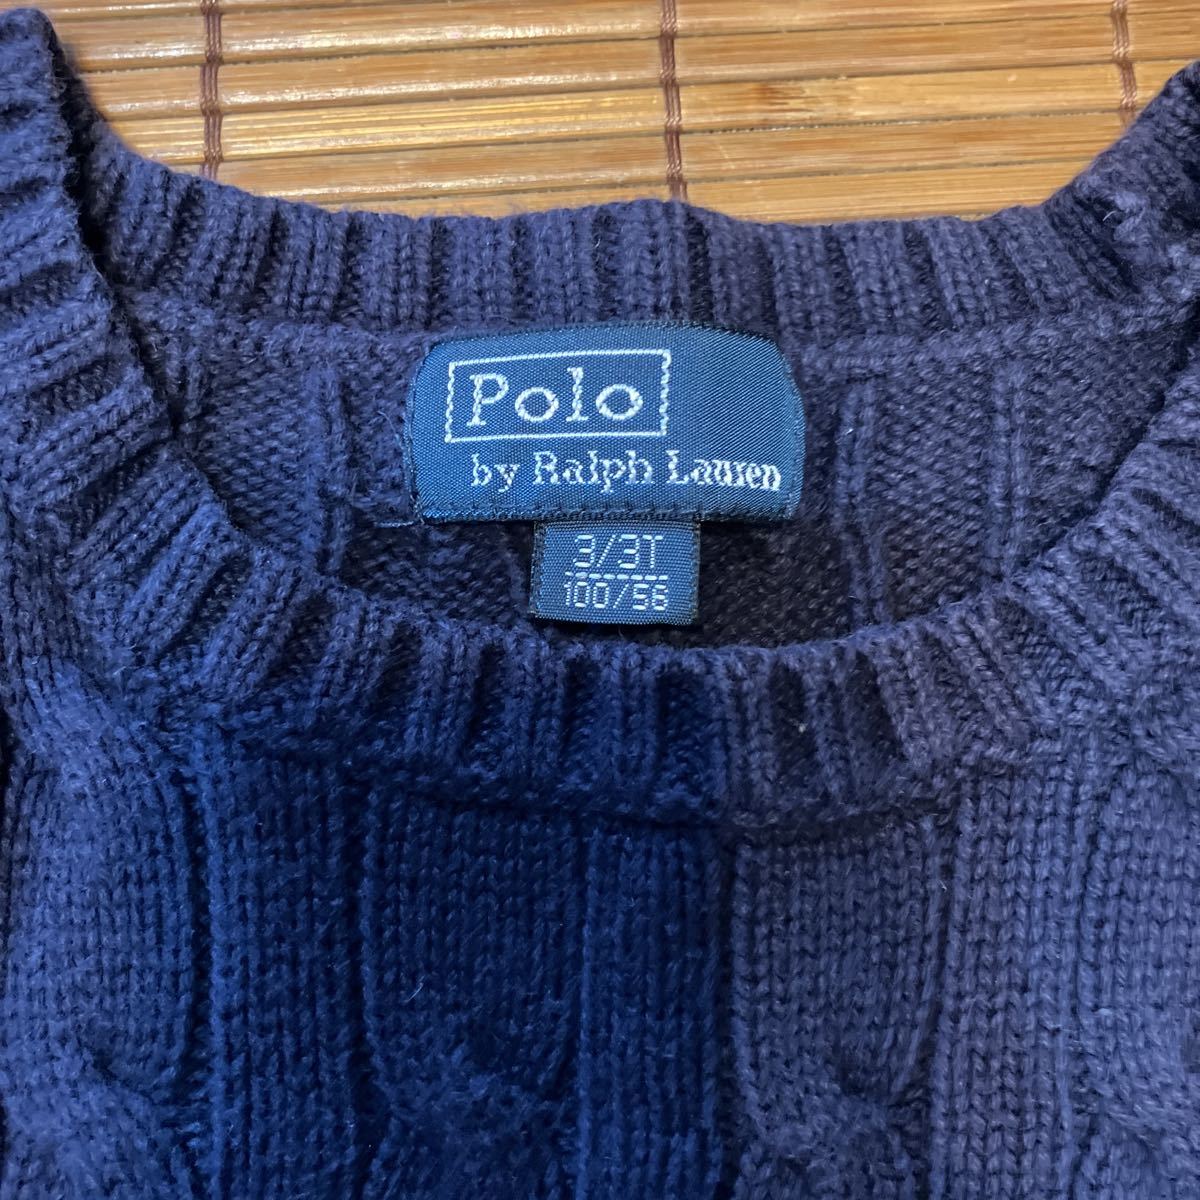 Polo
by Ralph Lauren
3/3T
100/56